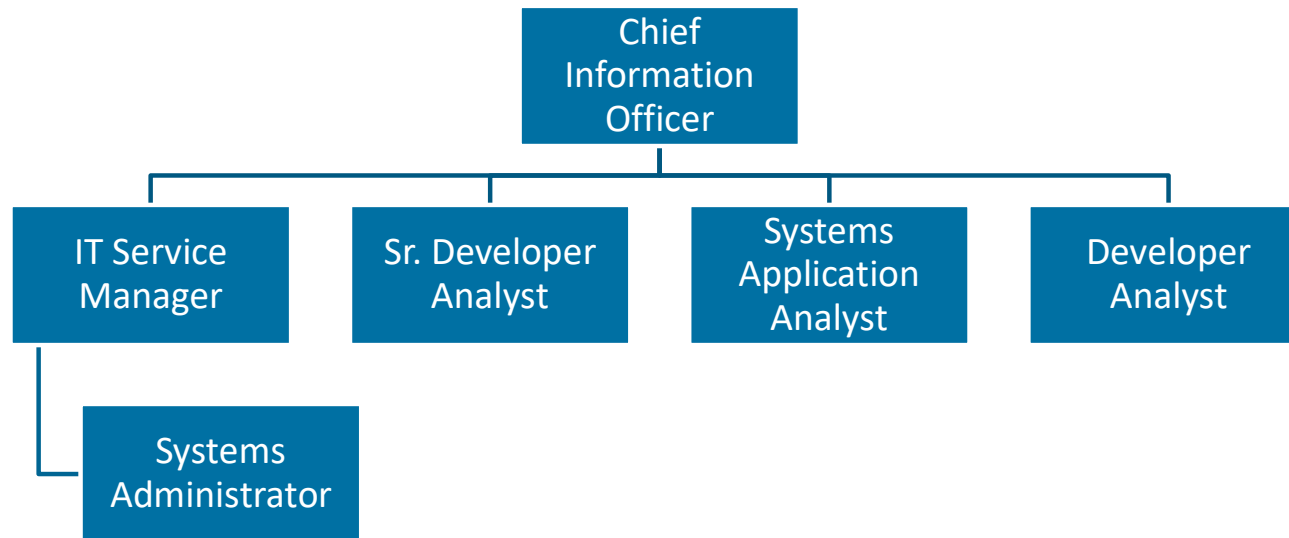 Chief
Information
Officer
IT Service
Manager
Sr. Developer
Analyst
Systems
Application
Analyst
Developer
Analyst
Systems
Administrator